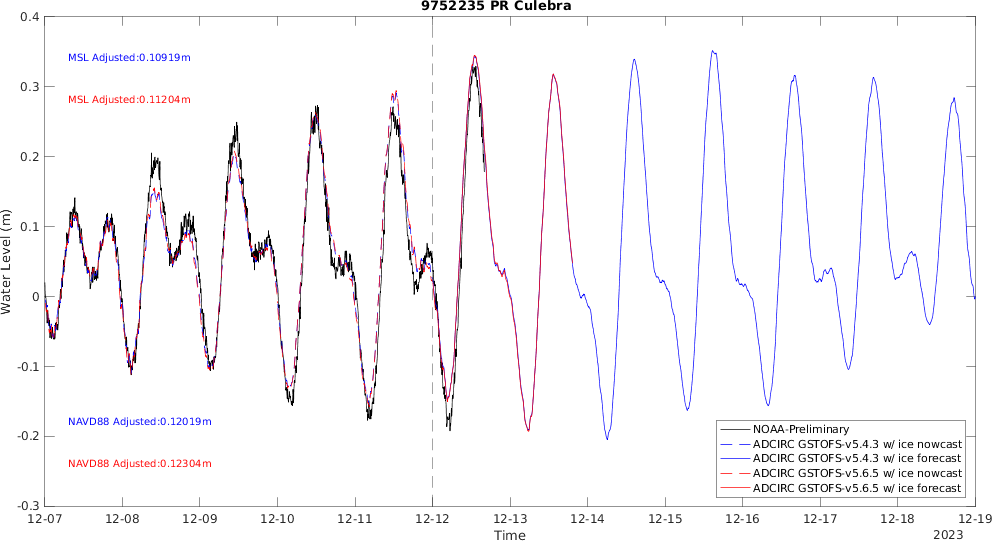 9752235 PR Culebra
0.4
0.3
0.2
0.1
0
-0.1
-0.2
-0.3
Water Level (m)
MSL Adjusted:0.10919m
MSL Adjusted:0.11204m
NAVD88 Adjusted:0.12019m
NAVD88 Adjusted:0.12304m
NOAA-Preliminary
ADCIRC GSTOFS-v5.4.3 w/ ice nowcast
ADCIRC GSTOFS-v5.4.3 w/ ice forecast
ADCIRC GSTOFS-v5.6.5 w/ ice nowcast
ADCIRC GSTOFS-v5.6.5 w/ ice forecast
12-07 12-08 12-09 12-10 12-11 12-12 12-13 12-14 12-15 12-16 12-17 12-18 12-19
Time
2023